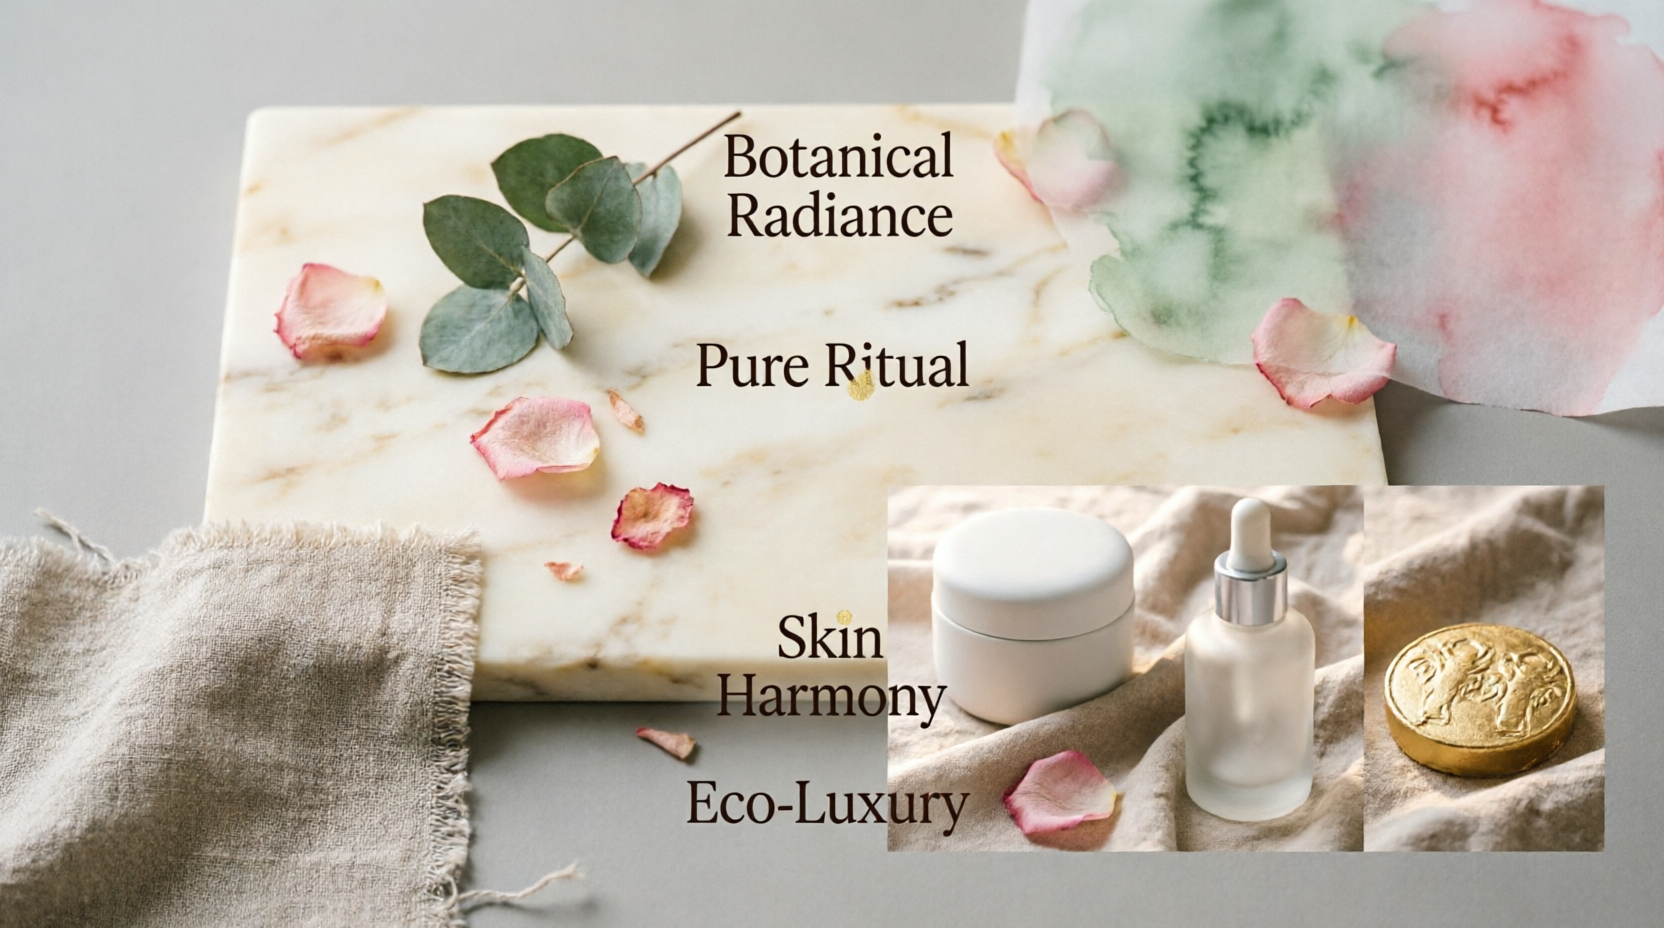 Botanical
Radiance
Pure Ritual
Skin
Harmony
Eco-Luxury